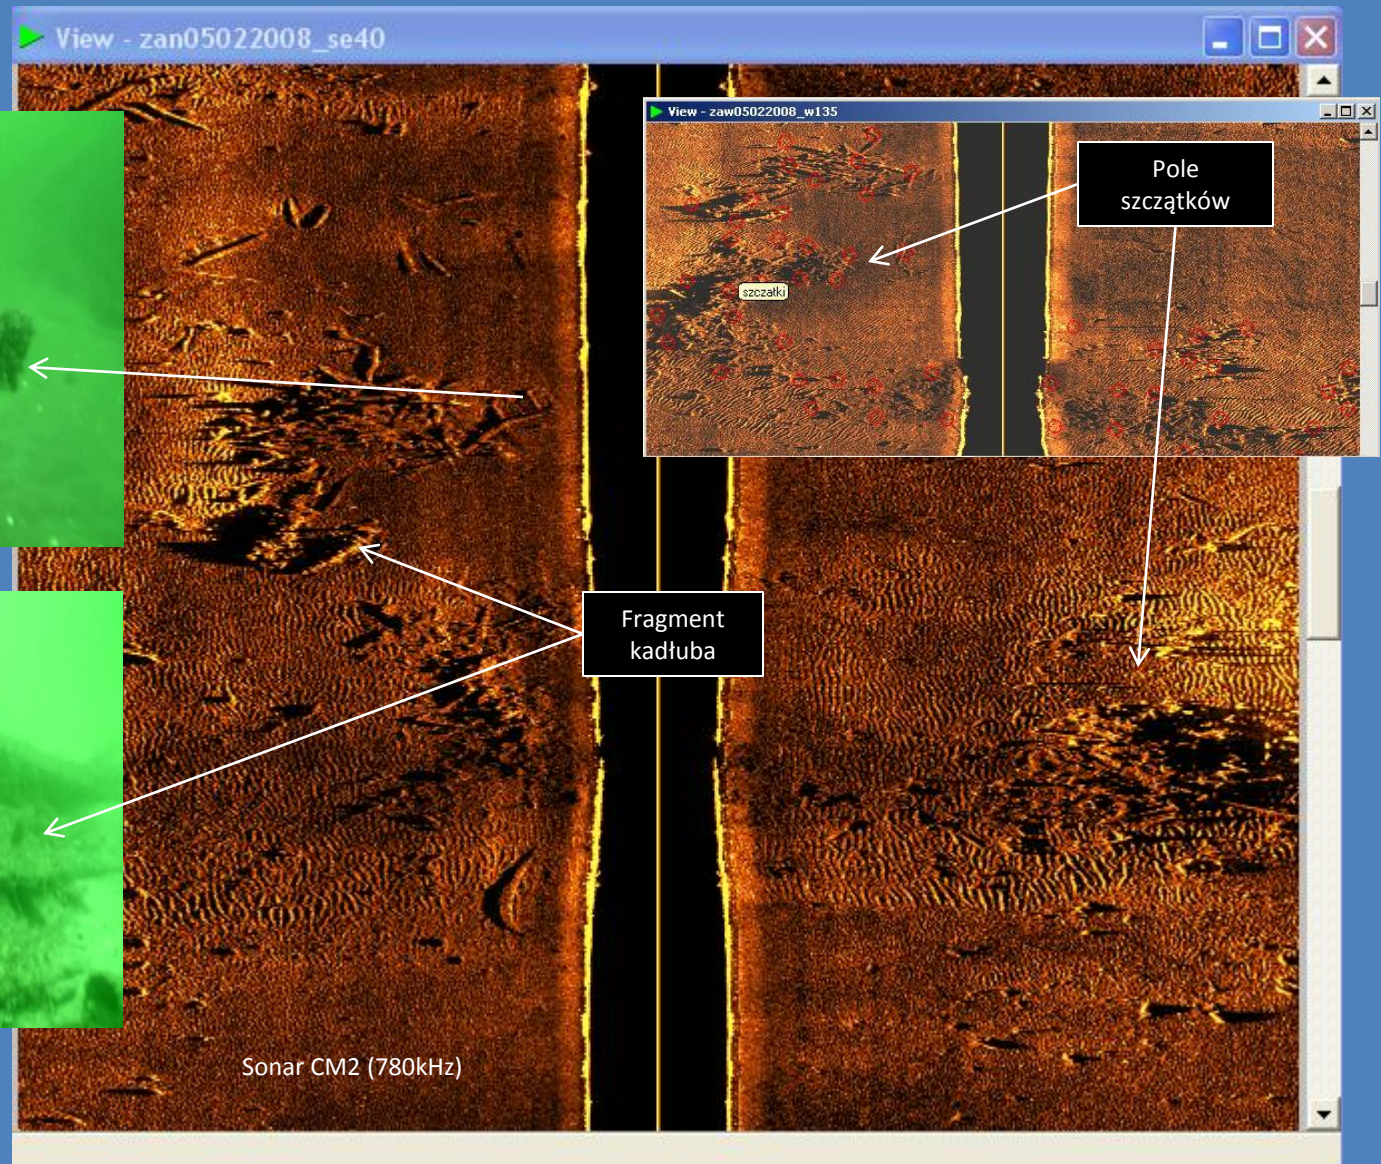 View - zan05022008_se40
View - zaw05022008_w135
Pole
szczątków
szczatki
Fragment
kadłuba
Sonar CM2 (780kHz)